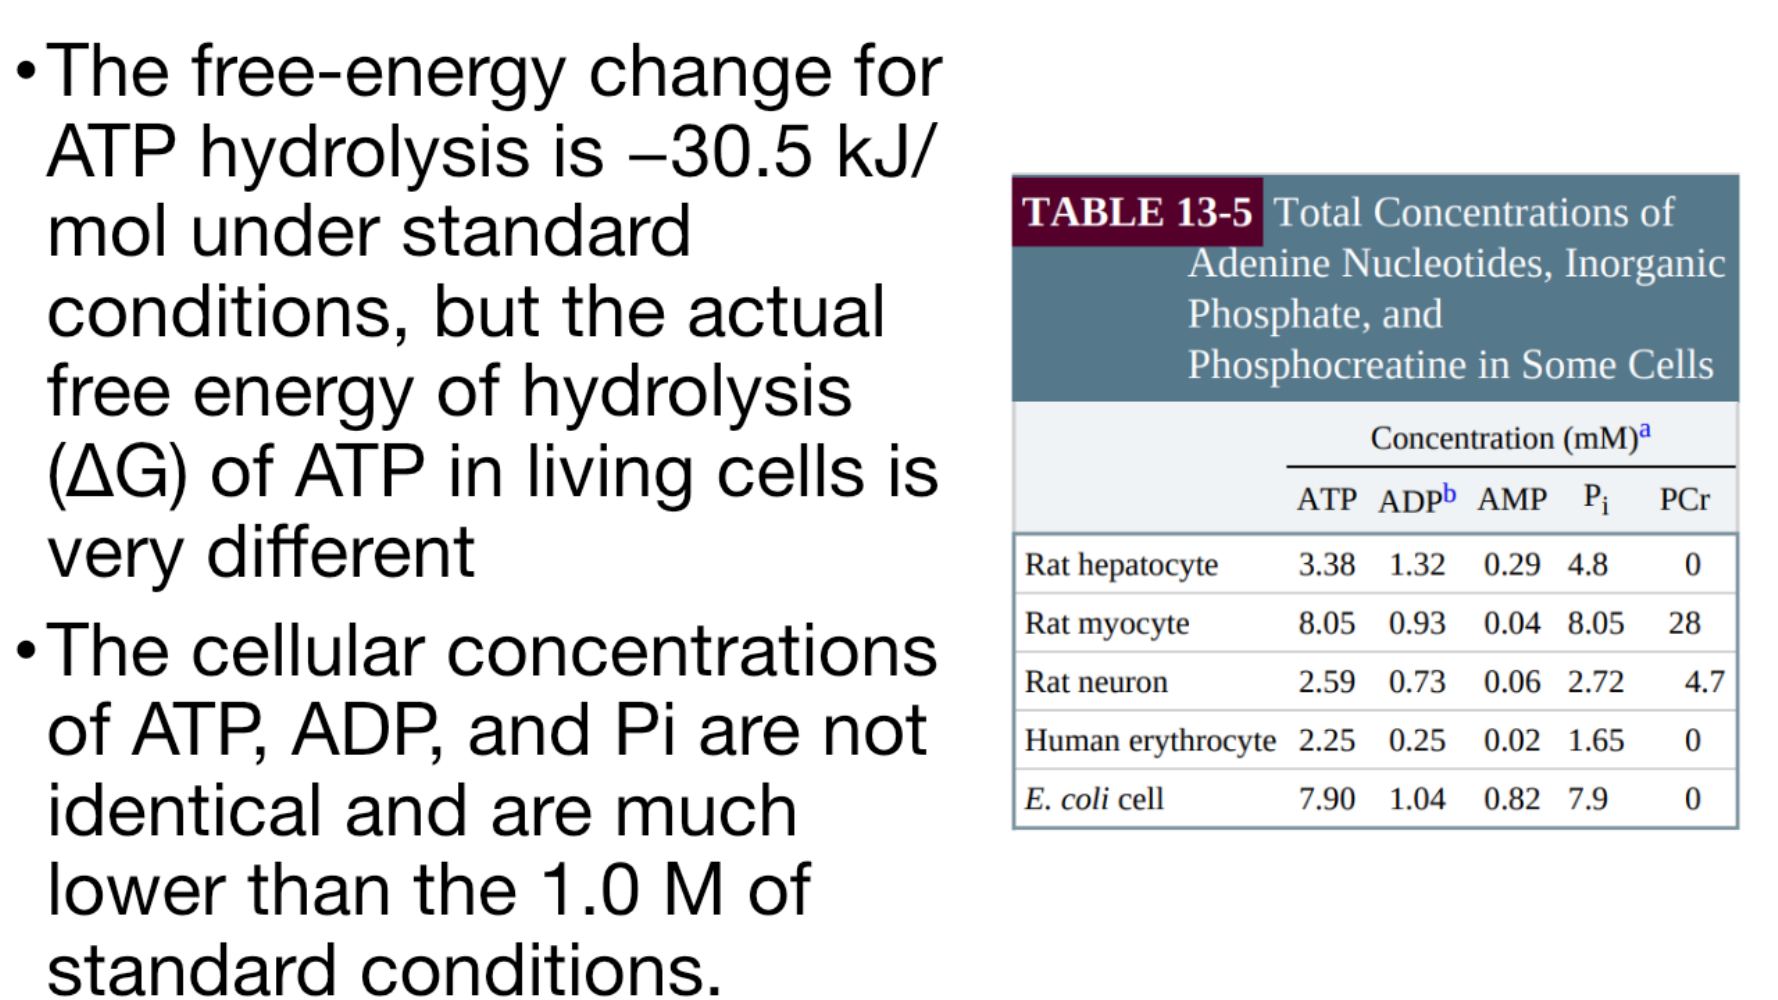 •The free-energy change for
ATP hydrolysis is –30.5 kJ/
mol under standard
conditions, but the actual
free energy of hydrolysis
(ΔG) of ATP in living cells is
very different
•The cellular concentrations
of ATP, ADP, and Pi are not
identical and are much
lower than the 1.0 M of
standard conditions.
TABLE 13-5 Total Concentrations of
Adenine Nucleotides, Inorganic
Phosphate, and
Phosphocreatine in Some Cells
Concentration (mM)a
ATP ADPb AMP Pi PCr
Rat hepatocyte 3.38 1.32 0.29 4.8 0
Rat myocyte 8.05 0.93 0.04 8.05 28
Rat neuron 2.59 0.73 0.06 2.72 4.7
Human erythrocyte 2.25 0.25 0.02 1.65 0
E. coli cell 7.90 1.04 0.82 7.9 0